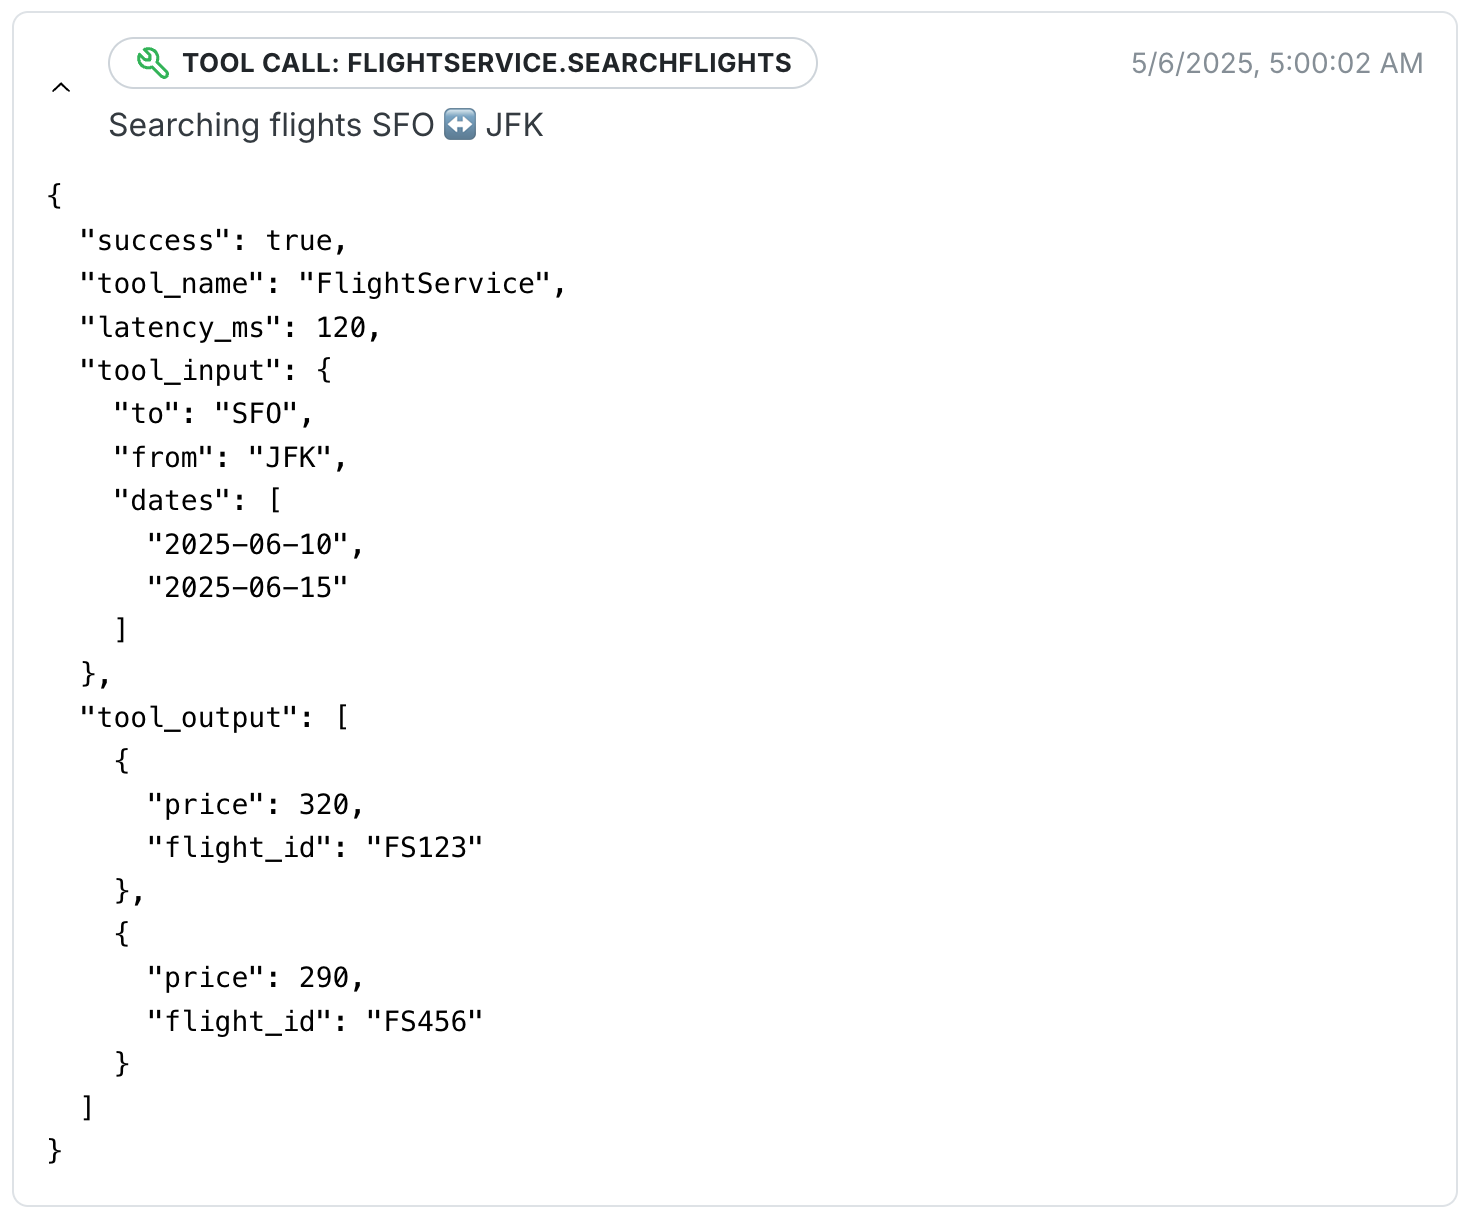 TOOL CALL: FLIGHTSERVICE.SEARCHFLIGHTS
5/6/2025, 5:00:02 AM
Searching flights SFO ↔️ JFK
{
  "success": true,
  "tool_name": "FlightService",
  "latency_ms": 120,
  "tool_input": {
    "to": "SFO",
    "from": "JFK",
    "dates": [
      "2025-06-10",
      "2025-06-15"
    ]
  },
  "tool_output": [
    {
      "price": 320,
      "flight_id": "FS123"
    },
    {
      "price": 290,
      "flight_id": "FS456"
    }
  ]
}